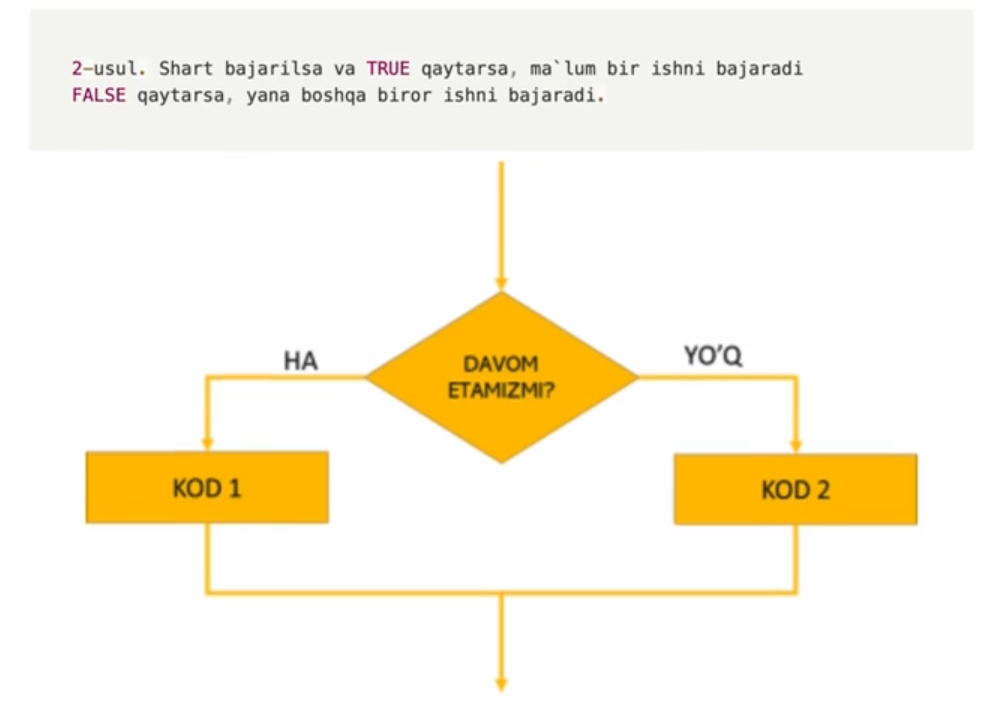 2-usul. Shart bajarilsa va TRUE qaytarsa, ma`lum bir ishni bajaradi
FALSE qaytarsa, yana boshqa biror ishni bajaradi.
HA
DAVOM
ETAMIZMI?
YO’Q
KOD 1
KOD 2